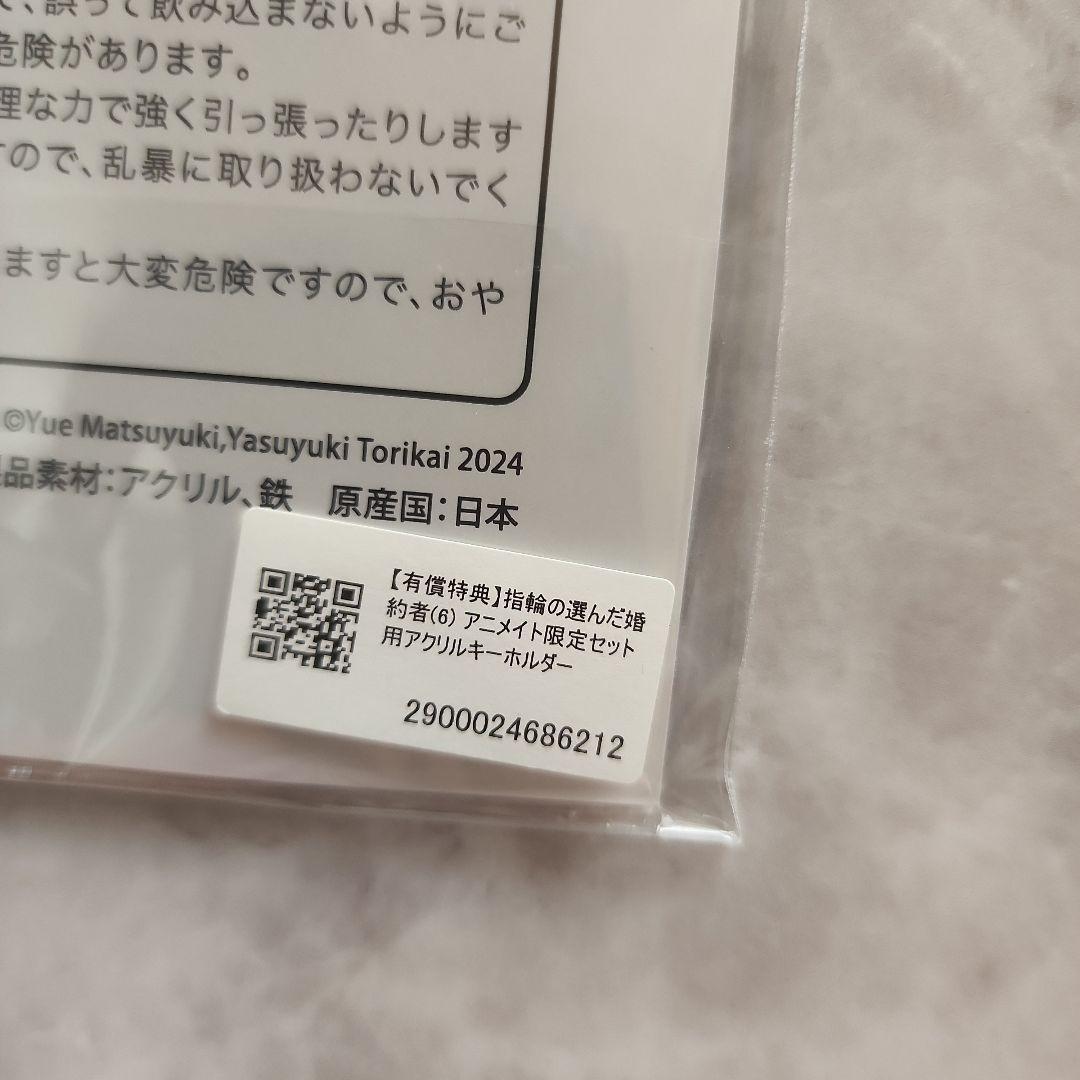 、誤って飲み込まないようにご
危険があります。
理な力で強く引っ張ったりします
ので、乱暴に取り扱わないでく
ますと大変危険ですので、おや
©Yue Matsuyuki,Yasuyuki Torikai 2024
品素材：アクリル、鉄　原産国：日本
【有償特典】指輪の選んだ婚
約者(6) アニメイト限定セット
用アクリルキーホルダー
2900024686212